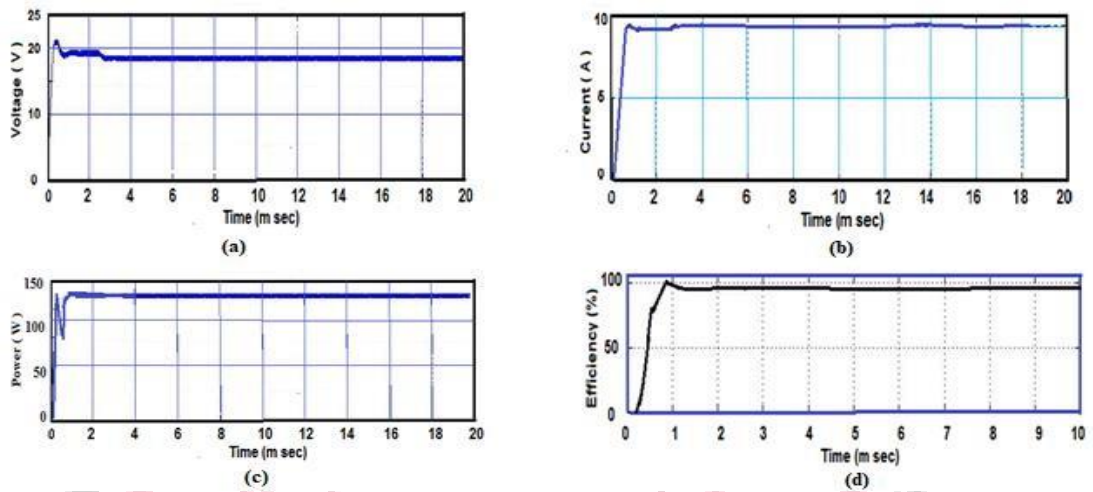 25
20
10
0
Voltage ( V )
0 2 4 6 8 10 12 14 16 18 20
Time (m sec)
(a)
10
5
0
Current ( A )
0 2 4 6 8 10 12 14 16 18 20
Time (m sec)
(b)
150
100
50
0
Power ( W )
0 2 4 6 8 10 12 14 16 18 20
Time (m sec)
(c)
100
50
0
Efficiency (%)
0 1 2 3 4 5 6 7 8 9 10
Time (m sec)
(d)